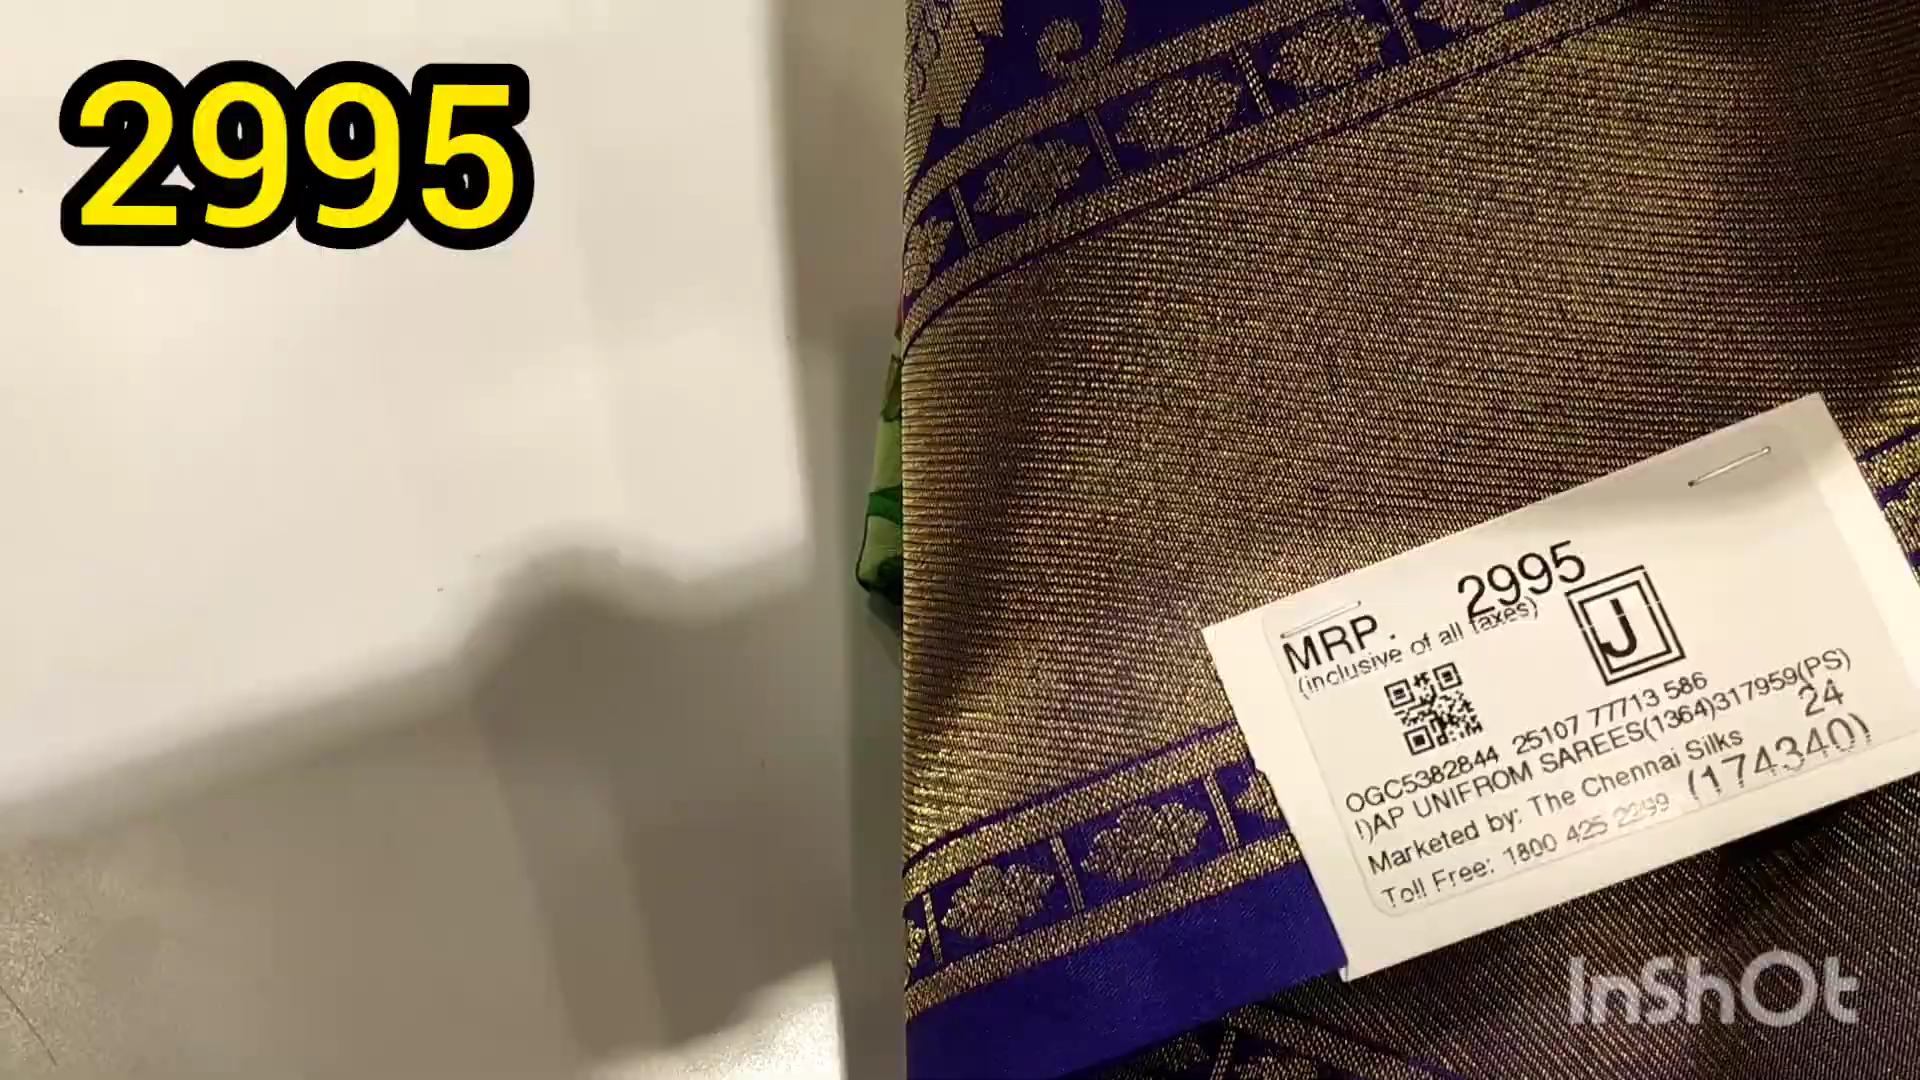 2995
MRP. 2995
(inclusive of all taxes)
J
OGC5382844 25107 77713 586
I)AP UNIFROM SAREES(1364)317959(PS)
24
Marketed by: The Chennai Silks
(174340)
Toll Free: 1800 425 2299
InShOt